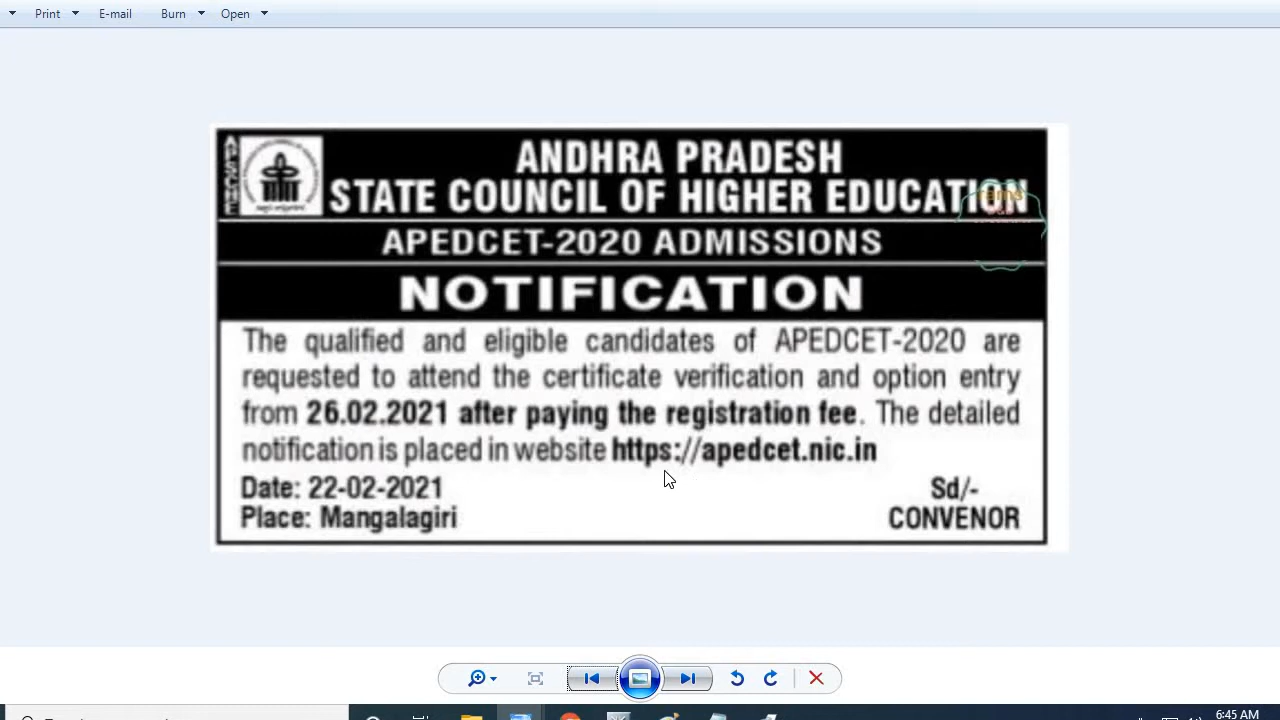 Print E-mail Burn Open
APSCHE
ANDHRA PRADESH
STATE COUNCIL OF HIGHER EDUCATION
APEDCET-2020 ADMISSIONS
NOTIFICATION
The qualified and eligible candidates of APEDCET-2020 are
requested to attend the certificate verification and option entry
from 26.02.2021 after paying the registration fee. The detailed
notification is placed in website https://apedcet.nic.in
Date: 22-02-2021 Sd/-
Place: Mangalagiri CONVENOR
6:45 AM